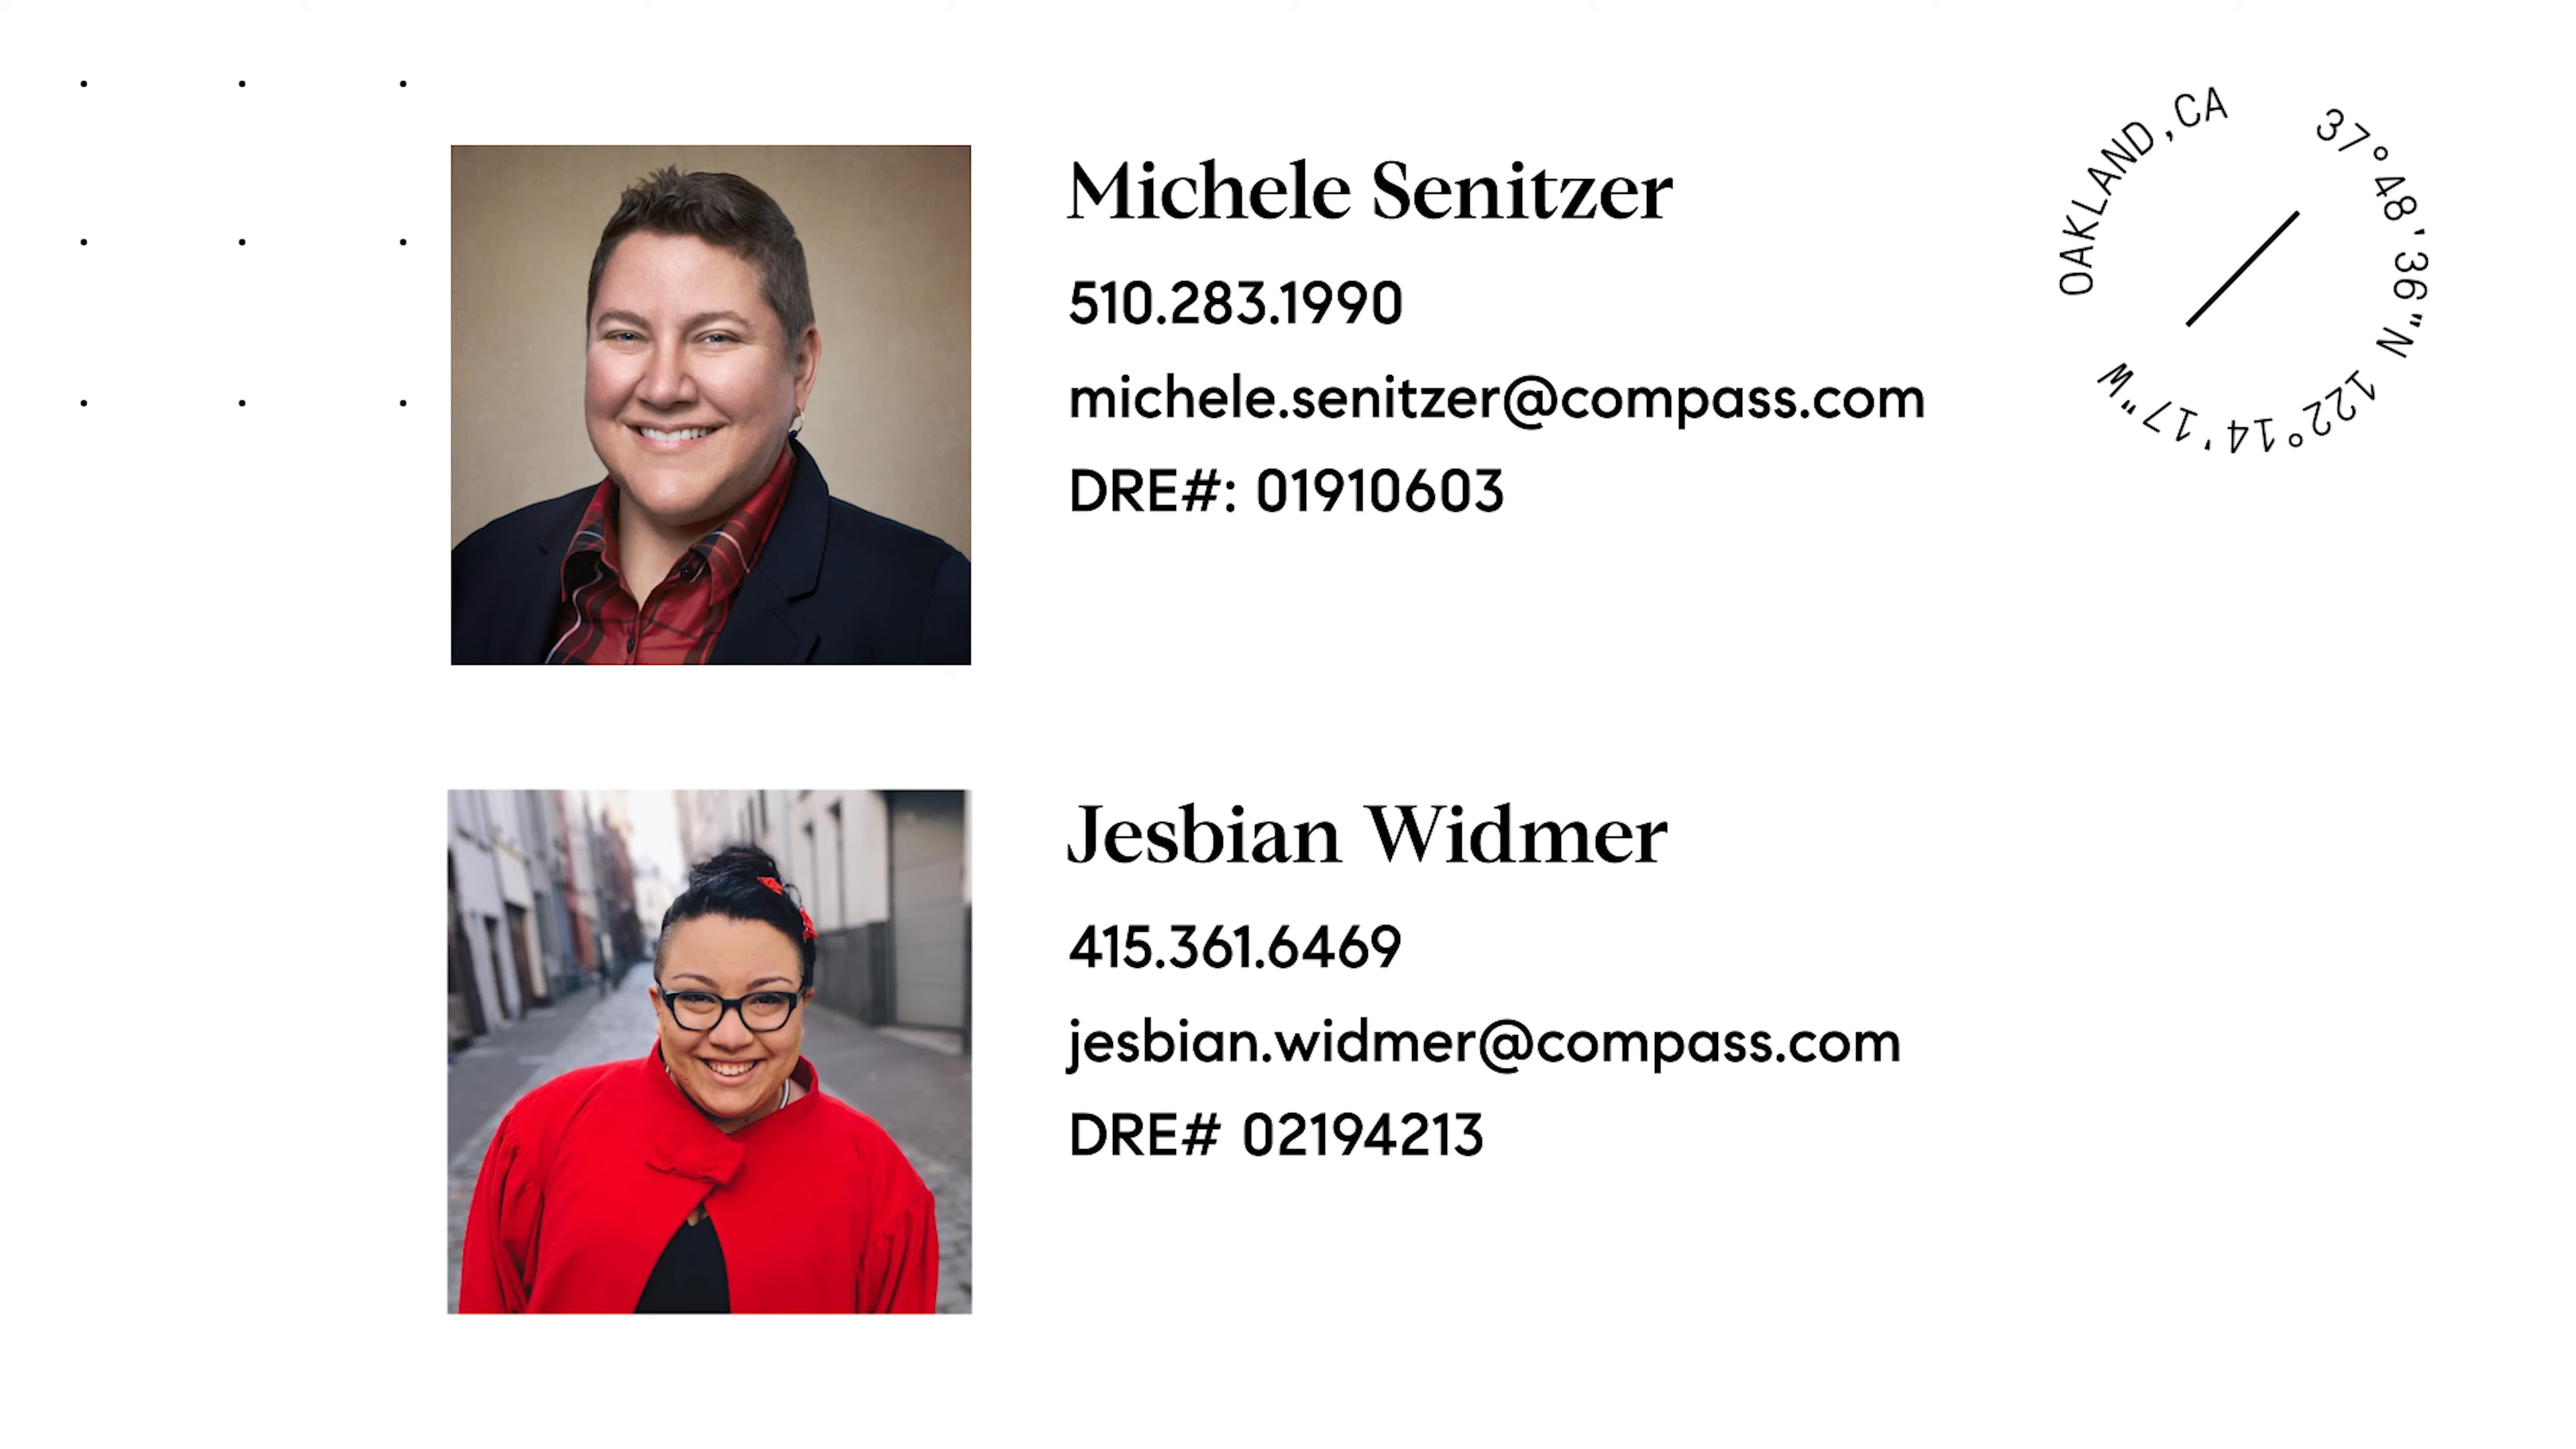 Michele Senitzer
510.283.1990
michele.senitzer@compass.com
DRE#: 01910603
OAKLAND, CA
37°48'36"N 122°14'17"W
Jesbian Widmer
415.361.6469
jesbian.widmer@compass.com
DRE# 02194213